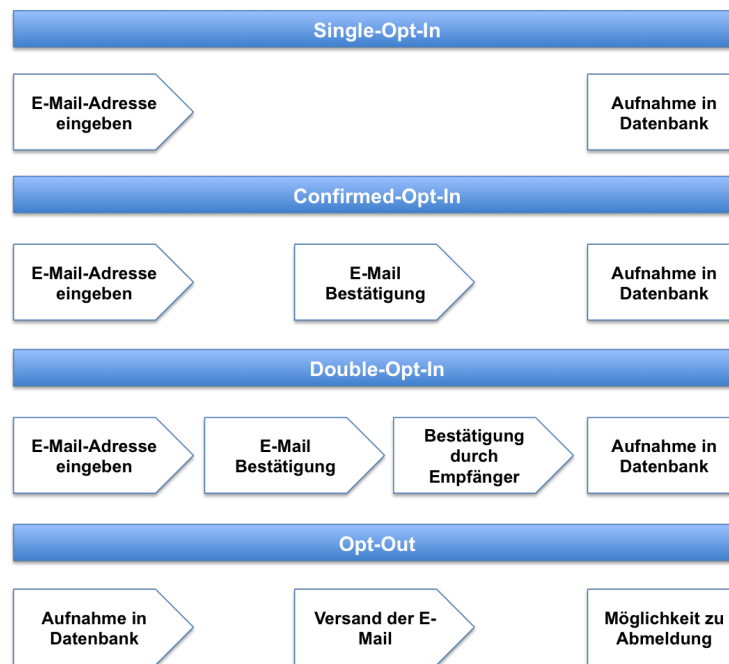 Single-Opt-In
E-Mail-Adresse
eingeben
Aufnahme in
Datenbank
Confirmed-Opt-In
E-Mail-Adresse
eingeben
E-Mail
Bestätigung
Aufnahme in
Datenbank
Double-Opt-In
E-Mail-Adresse
eingeben
E-Mail
Bestätigung
Bestätigung
durch
Empfänger
Aufnahme in
Datenbank
Opt-Out
Aufnahme in
Datenbank
Versand der E-
Mail
Möglichkeit zu
Abmeldung